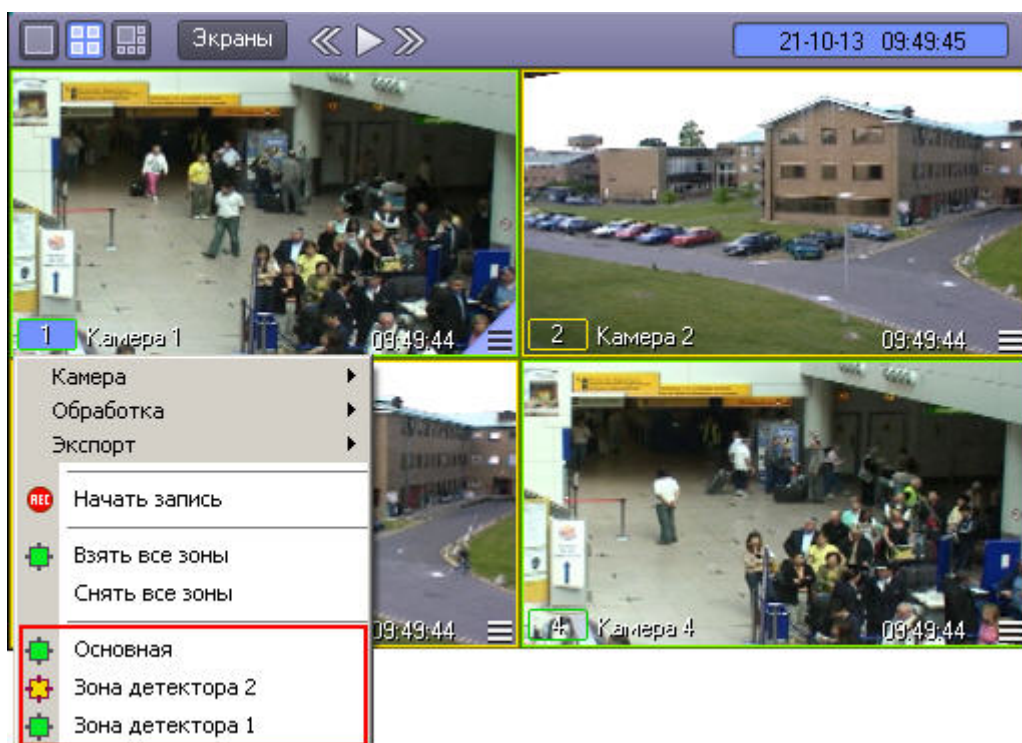 Экраны
21-10-13 09:49:45
1 Камера 1 09:49:44
2 Камера 2 09:49:44
Камера
Обработка
Экспорт
REC Начать запись
Взять все зоны
Снять все зоны
09:49:44
4 Камера 4 09:49:44
Основная
Зона детектора 2
Зона детектора 1